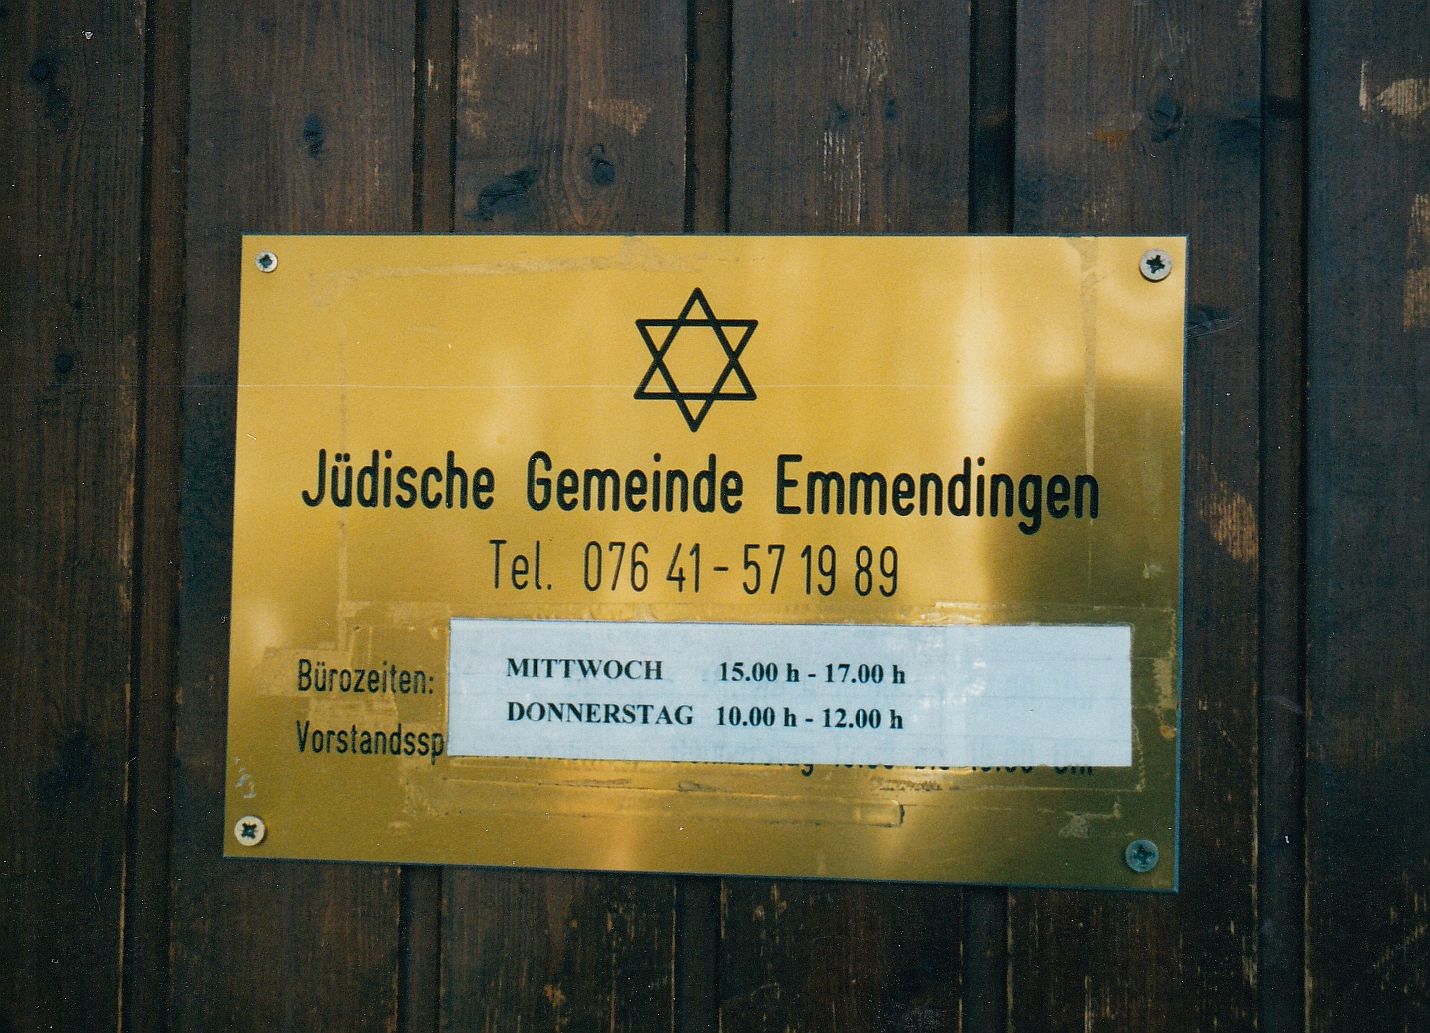 Jüdische Gemeinde Emmendingen
Tel. 076 41 - 57 19 89
Bürozeiten: MITTWOCH 15.00 h - 17.00 h
DONNERSTAG 10.00 h - 12.00 h
Vorstandssp